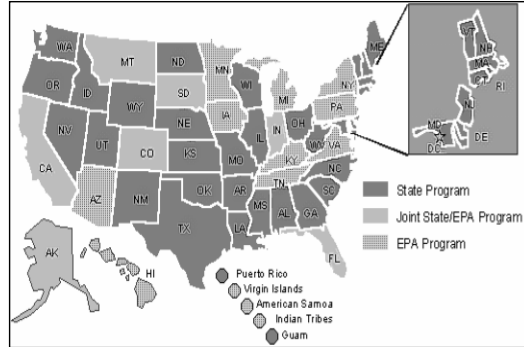 WA
MT
ND
ME
MN
OR
ID
SD
WI
NY
WY
MI
IA
PA
NE
NV
UT
IL
IN
OH
CA
CO
KS
MO
WV
VA
KY
NC
AZ
NM
OK
AR
TN
SC
TX
MS
AL
GA
LA
FL
AK
HI
VT
NH
MA
CT
RI
NJ
MD
DE
DC
State Program
Joint State/EPA Program
EPA Program
Puerto Rico
Virgin Islands
American Samoa
Indian Tribes
Guam